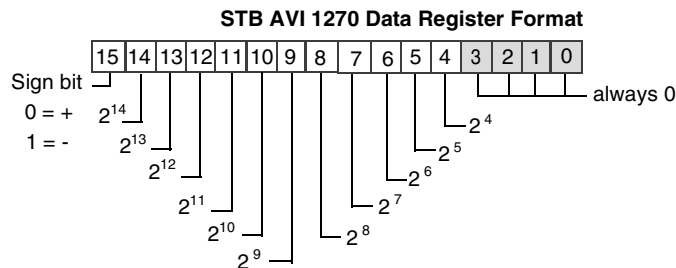 STB AVI 1270 Data Register Format
15 14 13 12 11 10 9 8 7 6 5 4 3 2 1 0
Sign bit
0 = +
1 = -
always 0
2^14
2^13
2^12
2^11
2^10
2^9
2^8
2^7
2^6
2^5
2^4